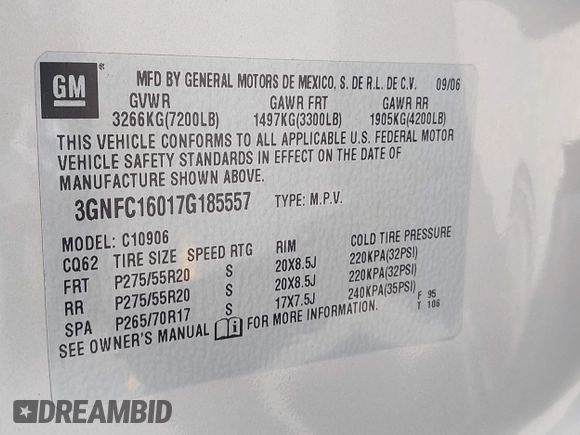 GM ® MFD BY GENERAL MOTORS DE MEXICO, S. DE R.L. DE C.V. 09/06
GVWR GAWR FRT GAWR RR
3266KG(7200LB) 1497KG(3300LB) 1905KG(4200LB)
THIS VEHICLE CONFORMS TO ALL APPLICABLE U.S. FEDERAL MOTOR
VEHICLE SAFETY STANDARDS IN EFFECT ON THE DATE OF
MANUFACTURE SHOWN ABOVE.
3GNFC16017G185557 TYPE: M.P.V.
MODEL: C10906
CQ62 TIRE SIZE SPEED RTG RIM COLD TIRE PRESSURE
FRT P275/55R20 S 20X8.5J 220KPA(32PSI)
RR P275/55R20 S 20X8.5J 220KPA(32PSI)
SPA P265/70R17 S 17X7.5J 240KPA(35PSI) F 95
SEE OWNER'S MANUAL i FOR MORE INFORMATION. T 106
DREAMBID